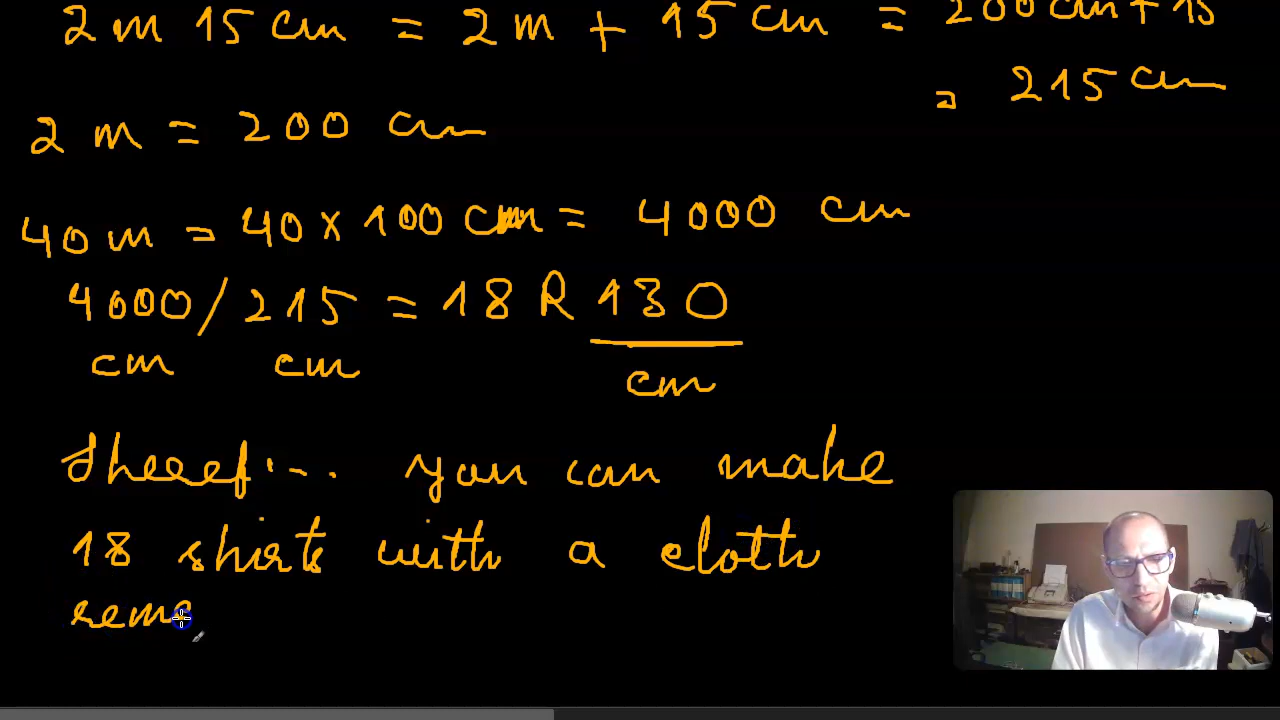 2 m 15 cm = 2 m + 15 cm = 200 cm + 15
= 215 cm
2 m = 200 cm
40 m = 40 x 100 cm = 4000 cm
4000 / 215 = 18 R 130
cm cm cm
you can make
18 shirts with a cloth
rema